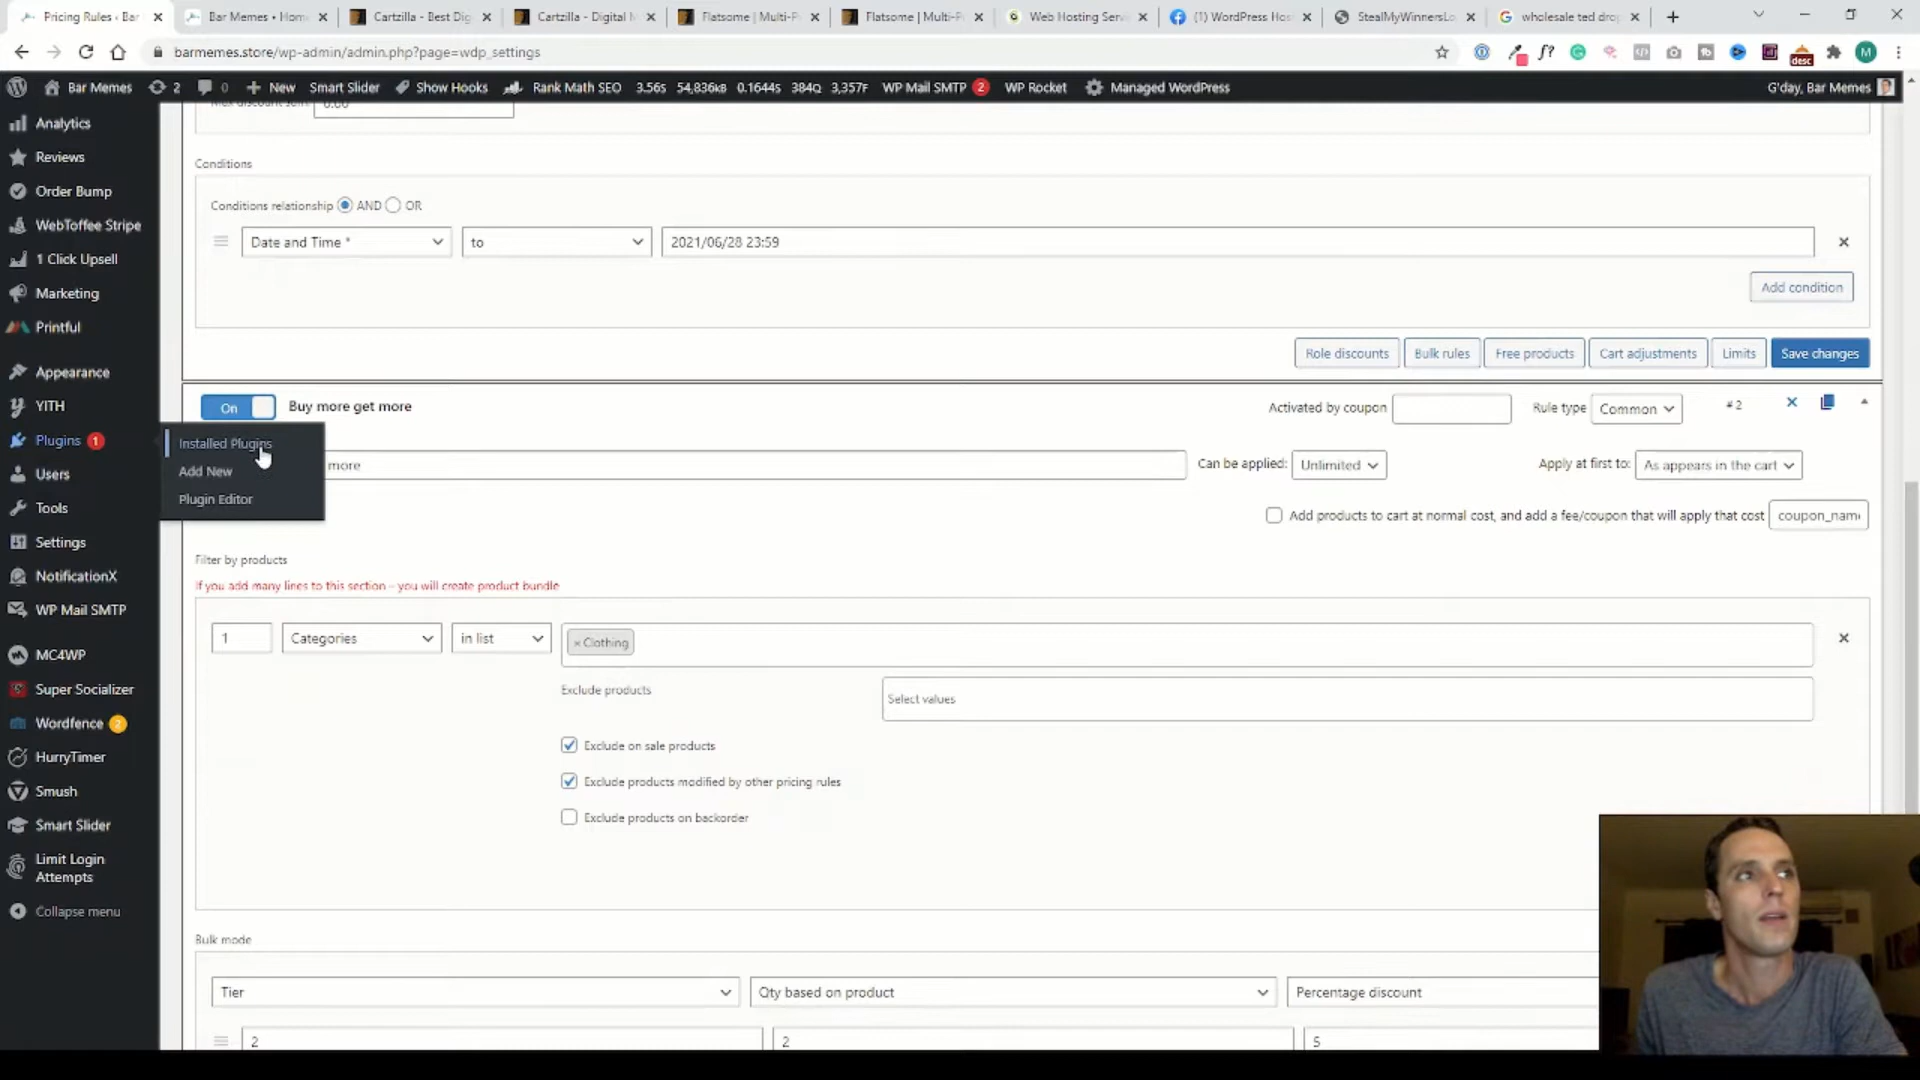 Pricing Rules ‹ Bar
Bar Memes • Home
Cartzilla - Best Dig
Cartzilla - Digital M
Flatsome | Multi-P
Flatsome | Multi-P
Web Hosting Servi
(1) WordPress Hos
StealMyWinnersLo
wholesale ted drop
barmemes.store/wp-admin/admin.php?page=wdp_settings
M
desc
Bar Memes
2
0
New
Smart Slider
Show Hooks
Rank Math SEO
3.56s 54,836kB 0.1644s 384Q 3,357F
WP Mail SMTP 2
WP Rocket
Managed WordPress
G'day, Bar Memes
Analytics
Reviews
Order Bump
WebToffee Stripe
1 Click Upsell
Marketing
Printful
Appearance
YITH
Plugins 1
Installed Plugins
Add New
Plugin Editor
Users
Tools
Settings
NotificationX
WP Mail SMTP
MC4WP
Super Socializer
Wordfence 2
HurryTimer
Smush
Smart Slider
Limit Login
Attempts
Collapse menu
Max discount sum: 0.00
Conditions
Conditions relationship AND OR
Date and Time * to 2021/06/28 23:59
Add condition
Role discounts Bulk rules Free products Cart adjustments Limits Save changes
On Buy more get more Activated by coupon Rule type Common #2
more Can be applied: Unlimited Apply at first to: As appears in the cart
Add products to cart at normal cost, and add a fee/coupon that will apply that cost coupon_name
Filter by products
If you add many lines to this section – you will create product bundle
1 Categories in list × Clothing
Exclude products Select values
Exclude on sale products
Exclude products modified by other pricing rules
Exclude products on backorder
Bulk mode
Tier Qty based on product Percentage discount
2 2 5